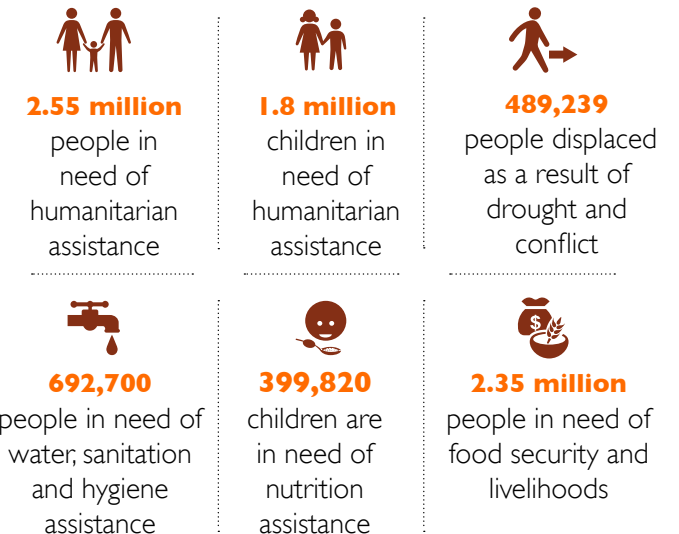 2.55 million
people in
need of
humanitarian
assistance
1.8 million
children in
need of
humanitarian
assistance
489,239
people displaced
as a result of
drought and
conflict
692,700
people in need of
water, sanitation
and hygiene
assistance
399,820
children are
in need of
nutrition
assistance
$
2.35 million
people in need of
food security and
livelihoods